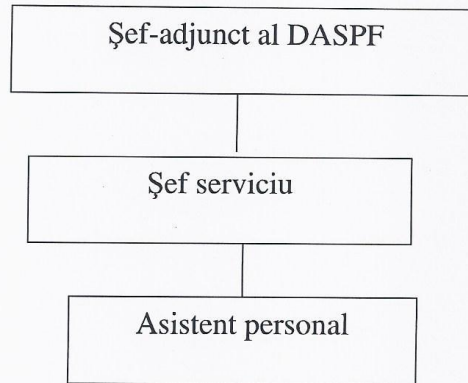 Şef-adjunct al DASPF
Şef serviciu
Asistent personal